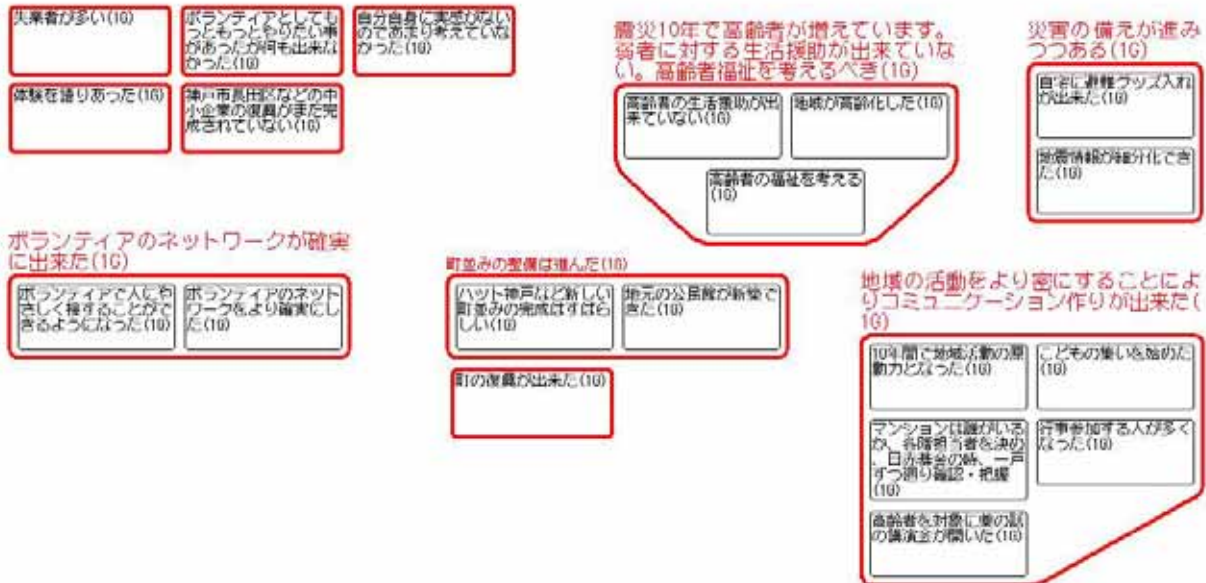 失業者が多い(1G)
ボランティアとしても
っともっとやりたい事
があったが何も出来な
かった(1G)
自分自身に実感がない
のであまり考えていな
かった(1G)
体験を語りあった(1G)
神戸市長田区などの中
小企業の復興がまだ完
成されていない(1G)
震災10年で高齢者が増えています。
弱者に対する生活援助が出来ていな
い。高齢者福祉を考えるべき(1G)
高齢者の生活援助が出
来ていない(1G)
地域が高齢化した(1G)
高齢者の福祉を考える
(1G)
災害の備えが進み
つつある(1G)
自宅に避難グッズ入れ
が出来た(1G)
地震情報が細分化でき
た(1G)
ボランティアのネットワークが確実
に出来た(1G)
ボランティアで人にや
さしく接することがで
きるようになった(1G)
ボランティアのネット
ワークをより確実にし
た(1G)
町並みの整備は進んだ(1G)
ハット神戸など新しい
町並みの完成はすばら
しい(1G)
地元の公民館が新築で
きた(1G)
町の復興が出来た(1G)
地域の活動をより密にすることによ
りコミュニケーション作りが出来た(
1G)
10年間で地域活動の原
動力となった(1G)
こどもの集いを始めた
(1G)
マンションは誰がいる
か、各階担当者を決め
、日赤基金の時、一戸
ずつ廻り確認・把握
(1G)
行事参加する人が多く
なった(1G)
高齢者を対象に
の講演会が開いた(1G)